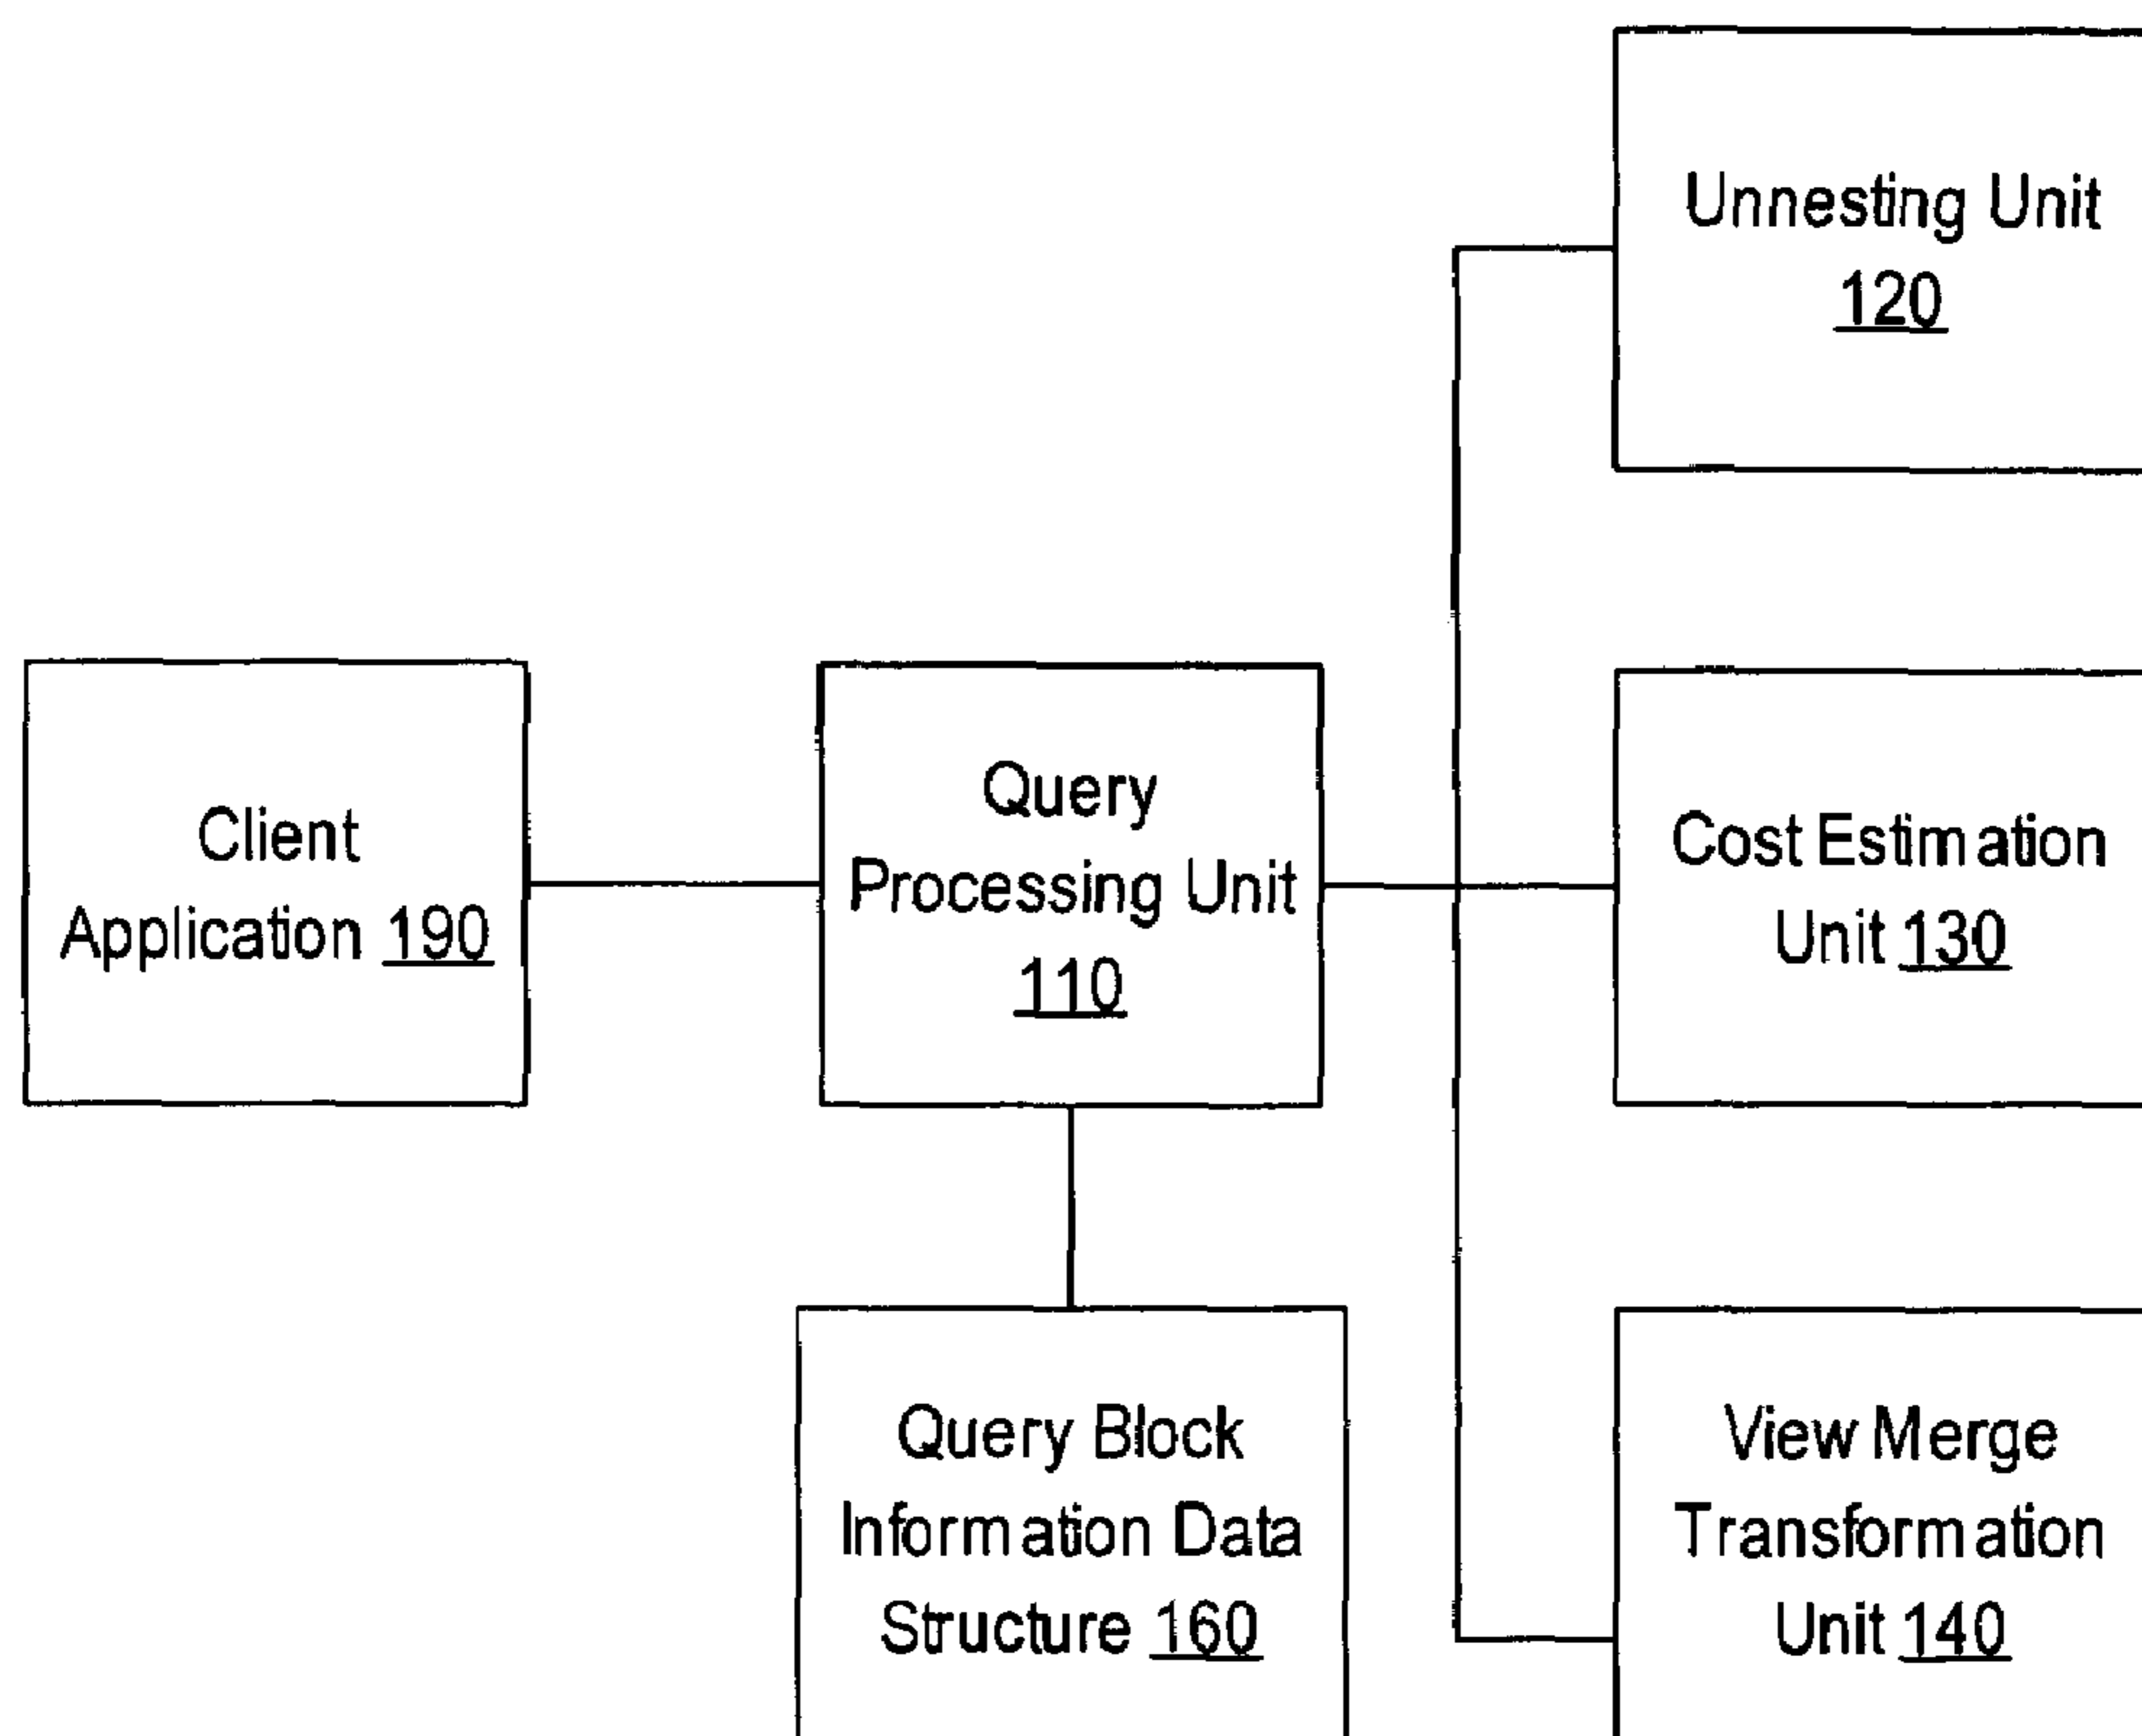 Unnesting Unit
120
Client
Application 190
Query
Processing Unit
110
Cost Estimation
Unit 130
Query Block
Information Data
Structure 160
View Merge
Transformation
Unit 140